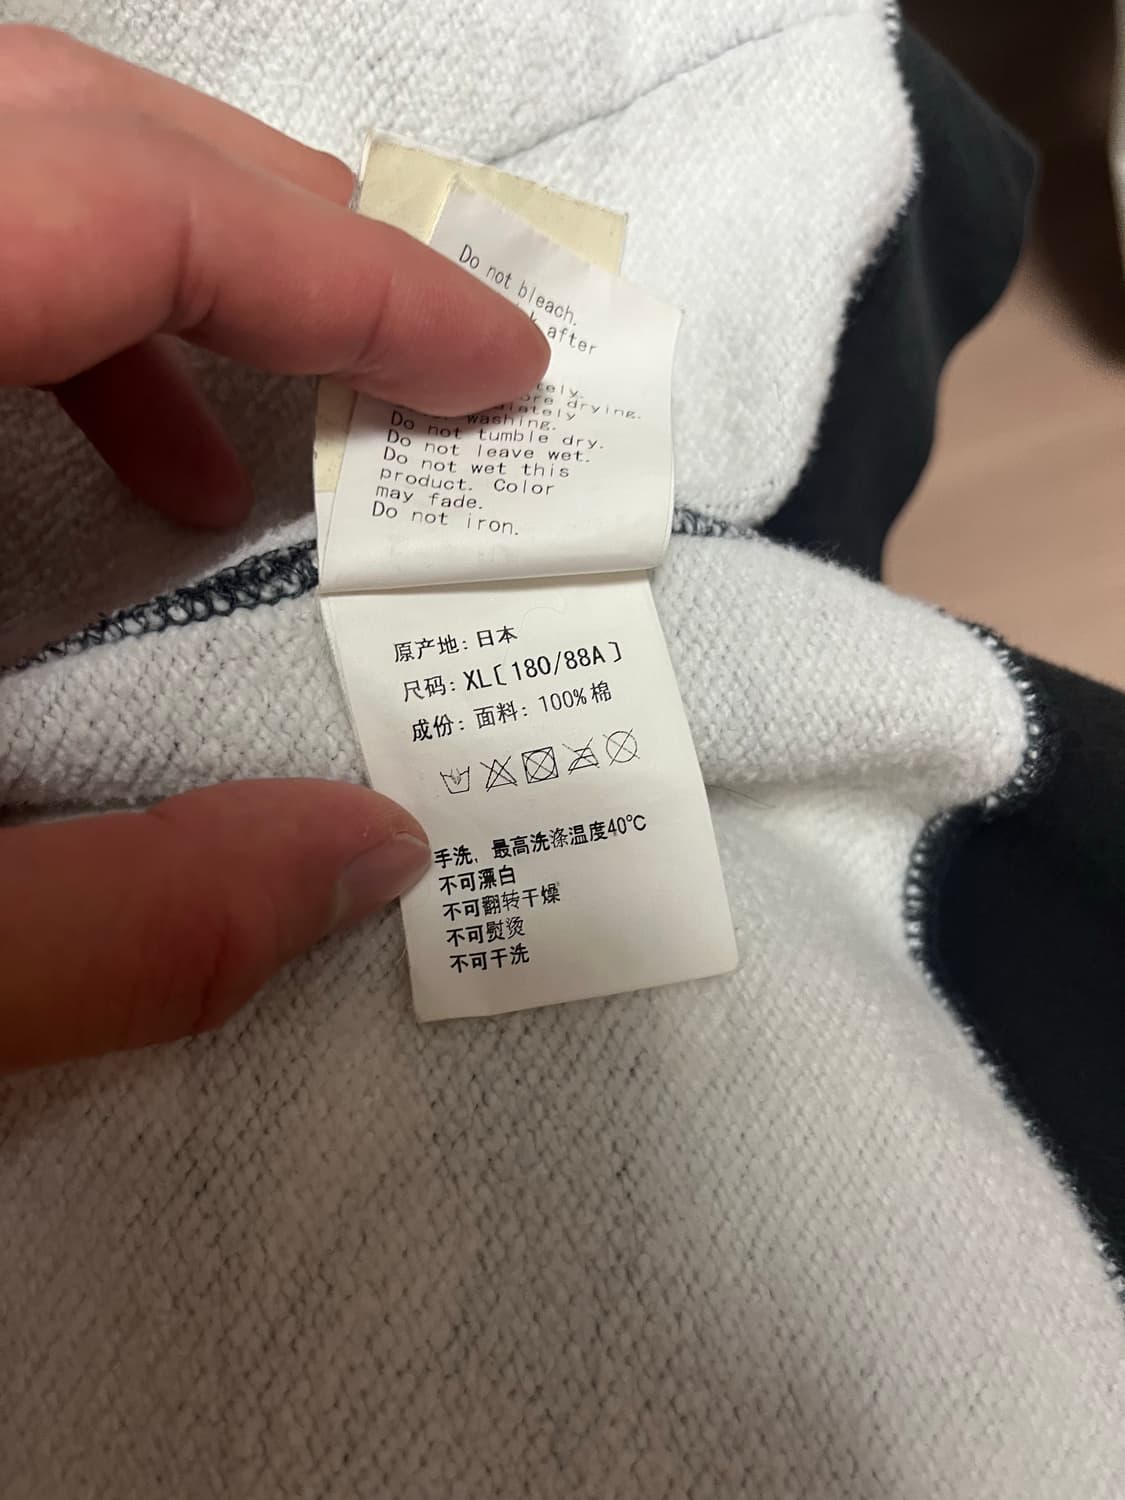 Do not bleach.
after
drying.
washing.
Do not tumble dry.
Do not leave wet.
Do not wet this
product. Color
may fade.
Do not iron.
原产地: 日本
尺码: XL[180/88A]
成份: 面料: 100%棉
手洗, 最高洗涤温度40℃
不可漂白
不可翻转干燥
不可熨烫
不可干洗